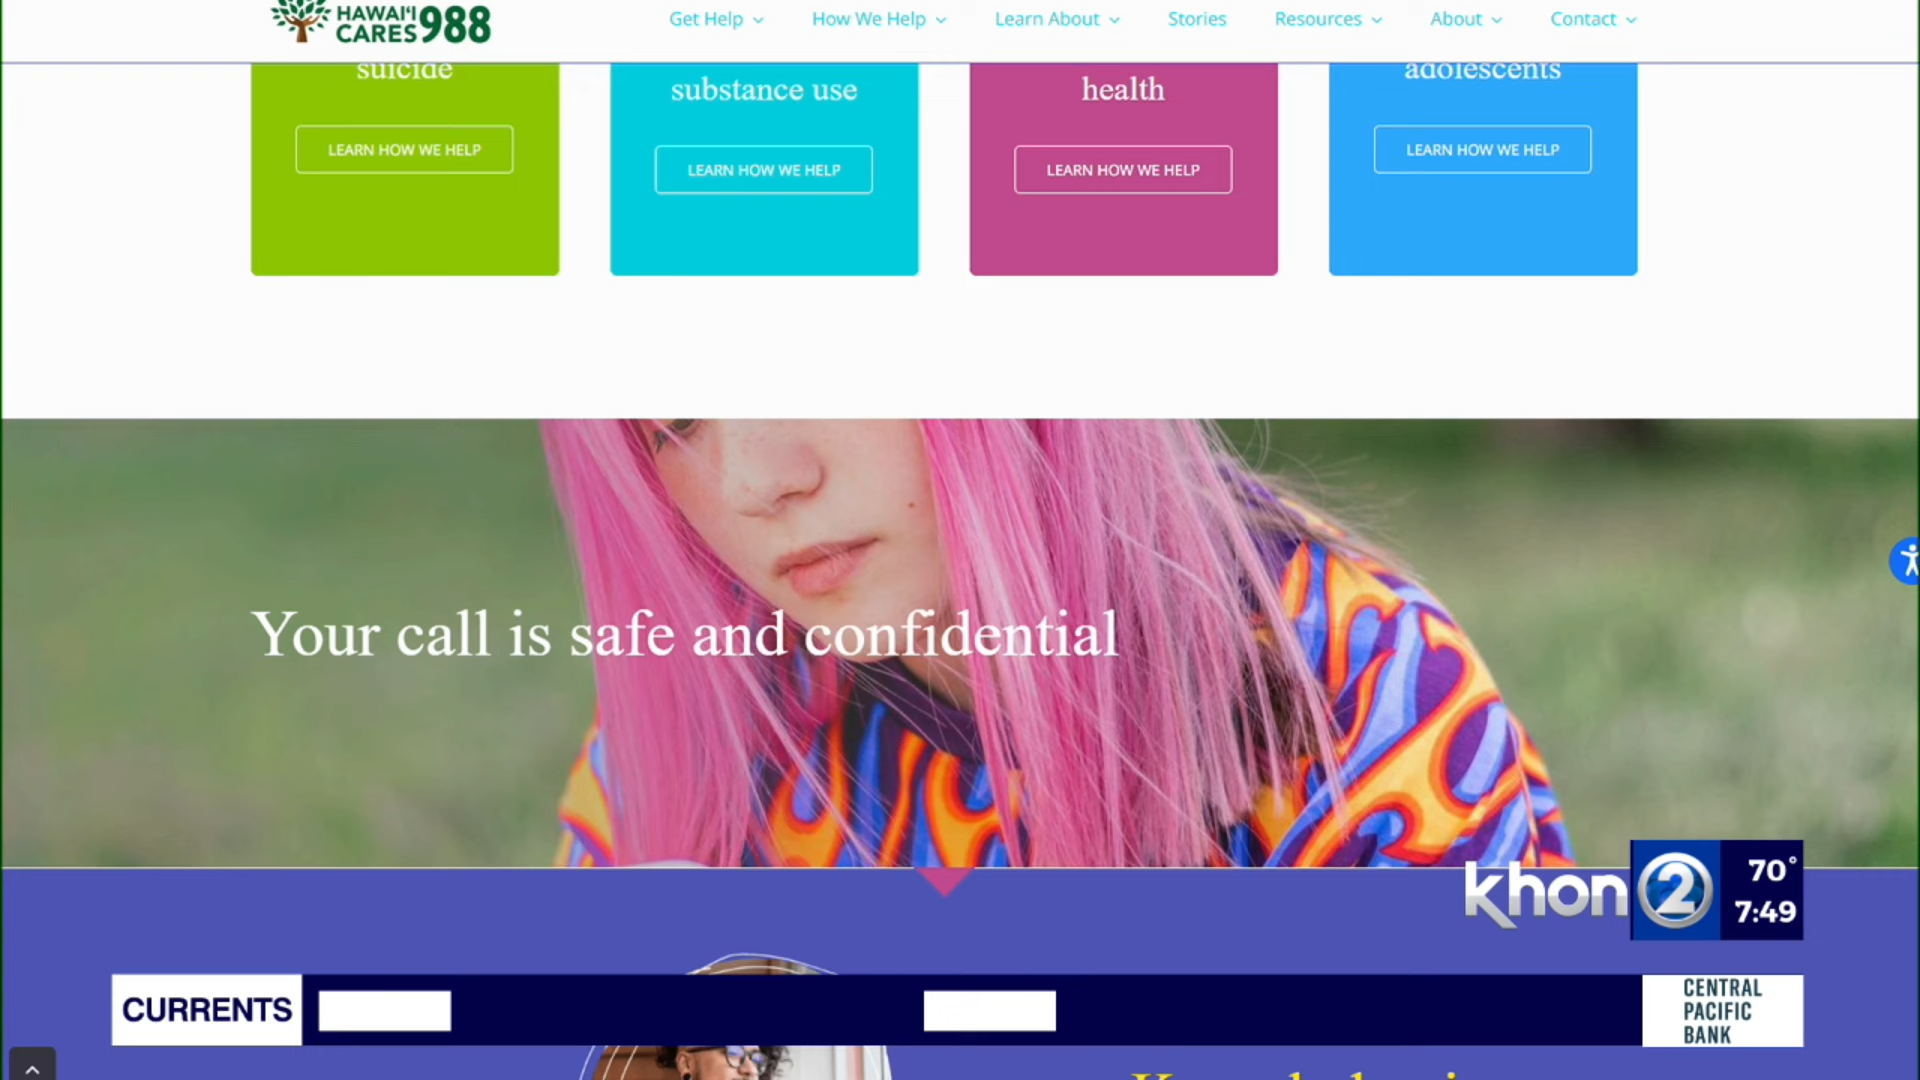 HAWAIʻI
CARES 988
Get Help
How We Help
Learn About
Stories
Resources
About
Contact
suicide
substance use
health
adolescents
LEARN HOW WE HELP
LEARN HOW WE HELP
LEARN HOW WE HELP
LEARN HOW WE HELP
Your call is safe and confidential
khon 2
70°
7:49
CURRENTS
CENTRAL
PACIFIC
BANK